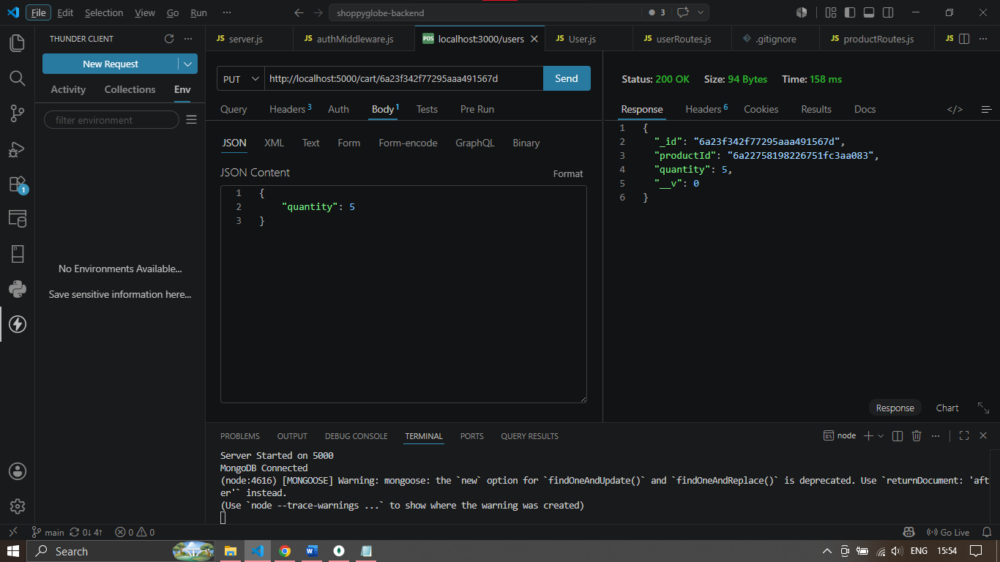 File Edit Selection View Go Run ···
shoppyglobe-backend
3
THUNDER CLIENT
New Request
Activity Collections Env
filter environment
No Environments Available...
Save sensitive information here...
JS server.js
JS authMiddleware.js
POS localhost:3000/users
JS User.js
JS userRoutes.js
.gitignore
JS productRoutes.js
JS
PUT http://localhost:5000/cart/6a23f342f77295aaa491567d Send
Query Headers 3 Auth Body 1 Tests Pre Run
JSON XML Text Form Form-encode GraphQL Binary
JSON Content Format
1 {
2 "quantity": 5
3 }
Status: 200 OK Size: 94 Bytes Time: 158 ms
Response Headers 6 Cookies Results Docs </>
1 {
2 "_id": "6a23f342f77295aaa491567d",
3 "productId": "6a22758198226751fc3aa083",
4 "quantity": 5,
5 "__v": 0
6 }
Response Chart
1
PROBLEMS OUTPUT DEBUG CONSOLE TERMINAL PORTS QUERY RESULTS
node
Server Started on 5000
MongoDB Connected
(node:4616) [MONGOOSE] Warning: mongoose: the `new` option for `findOneAndUpdate()` and `findOneAndReplace()` is deprecated. Use `returnDocument: 'aft
er'` instead.
(Use `node --trace-warnings ...` to show where the warning was created)
main 0↓ 4↑ 0 0
Go Live
Search
ENG 15:54